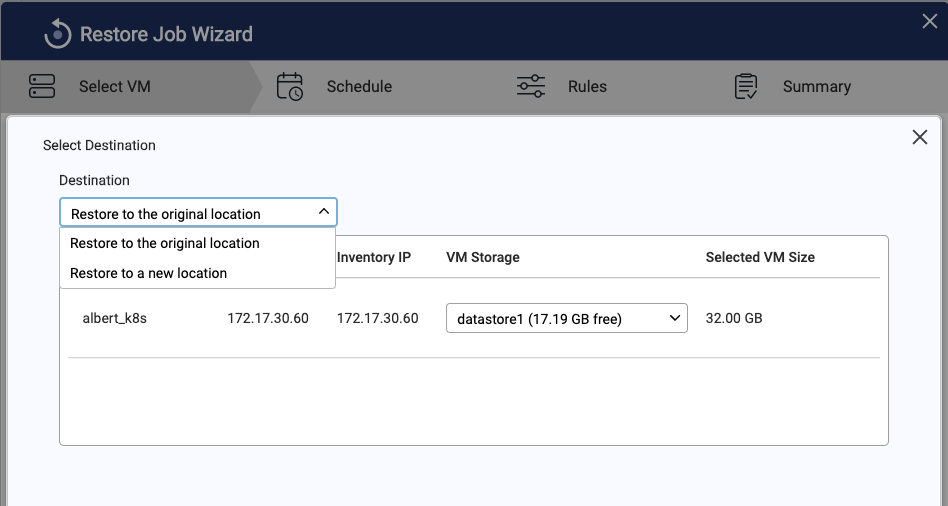 Restore Job Wizard
Select VM Schedule Rules Summary
Select Destination
Destination
Restore to the original location
Restore to the original location
Restore to a new location
Inventory IP VM Storage Selected VM Size
albert_k8s 172.17.30.60 172.17.30.60 datastore1 (17.19 GB free) 32.00 GB